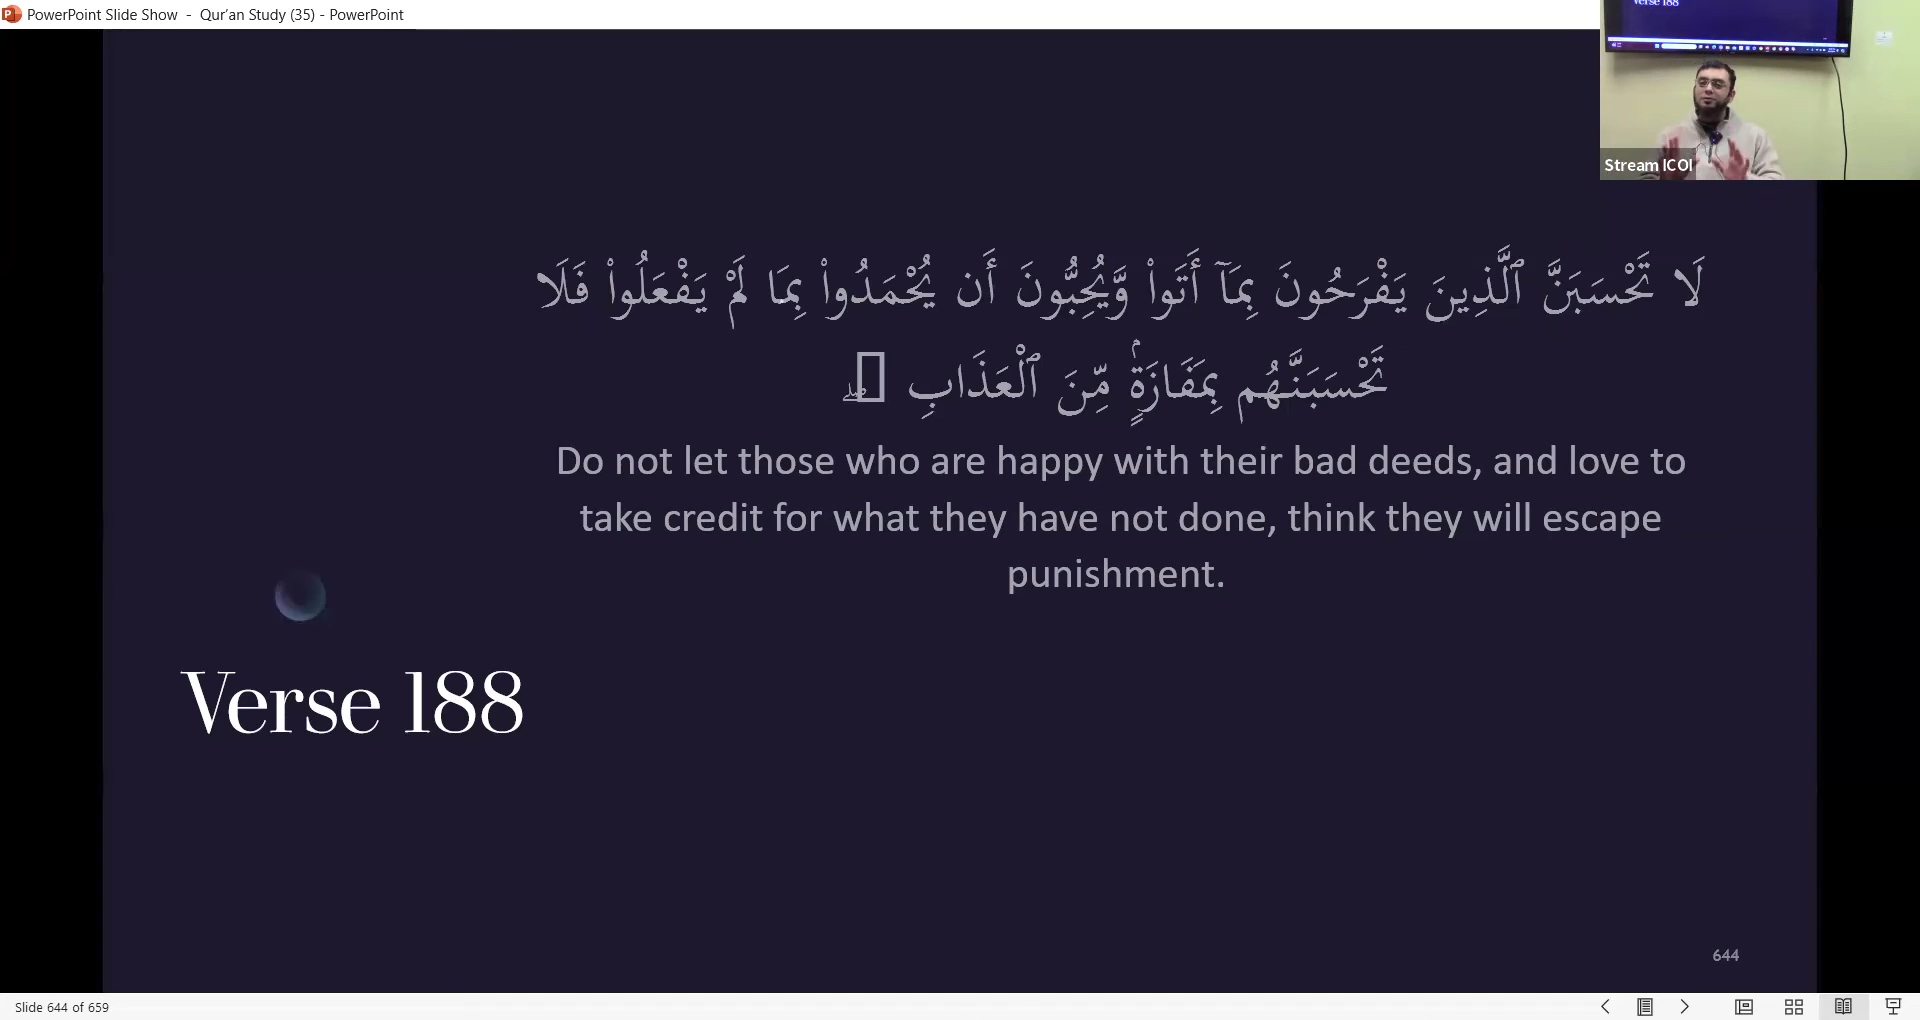 PowerPoint Slide Show - Qur'an Study (35) - PowerPoint
Verse 188
Stream ICOI
لَا تَحْسَبَنَّ ٱلَّذِينَ يَفْرَحُونَ بِمَآ أَتَوا۟ وَّيُحِبُّونَ أَن يُحْمَدُوا۟ بِمَا لَمْ يَفْعَلُوا۟ فَلَا
تَحْسَبَنَّهُم بِمَفَازَةٍۢ مِّنَ ٱلْعَذَابِ ۖ
Do not let those who are happy with their bad deeds, and love to
take credit for what they have not done, think they will escape
punishment.
Verse 188
644
Slide 644 of 659